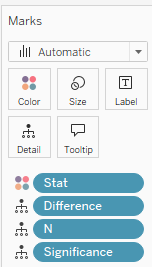 Marks
Automatic
Color Size Label
Detail Tooltip
Stat
Difference
N
Significance